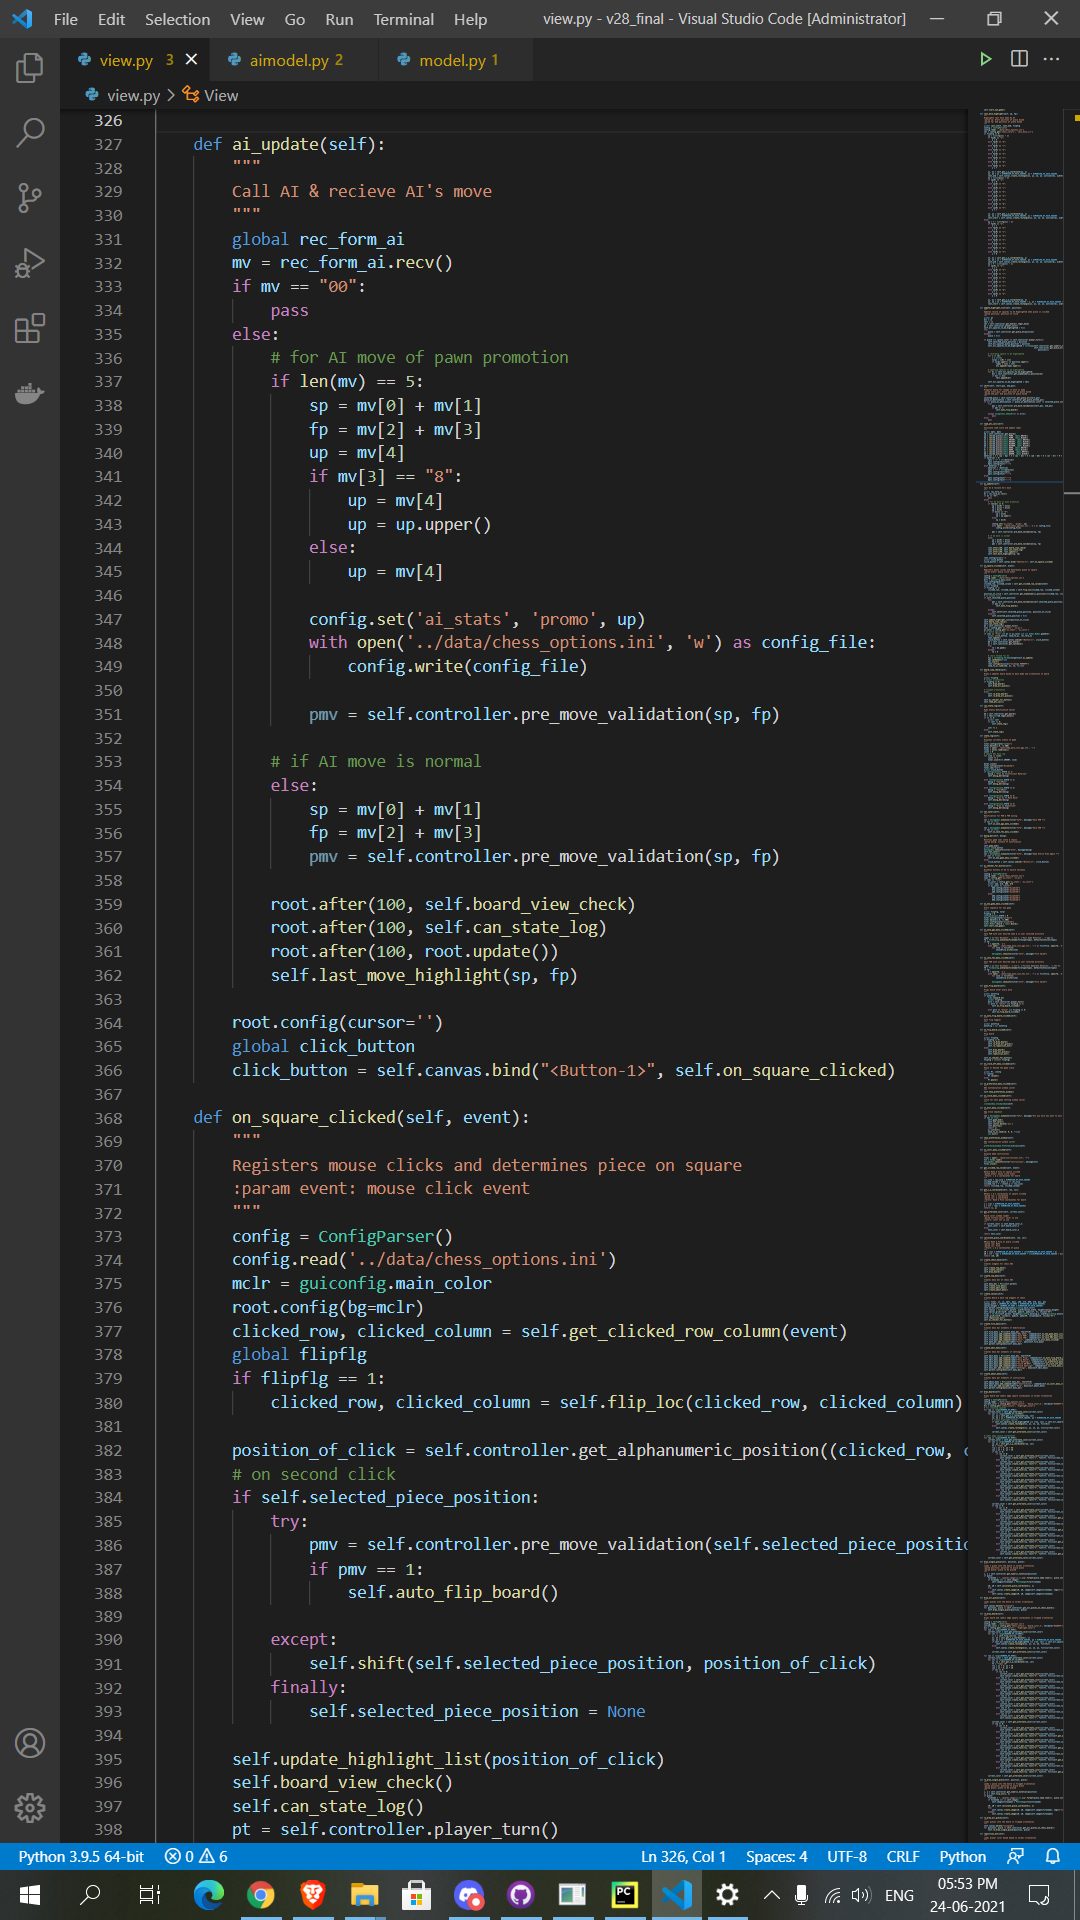 File Edit Selection View Go Run Terminal Help view.py - v28_final - Visual Studio Code [Administrator]
view.py 3 aimodel.py 2 model.py 1
view.py > View
326
327 def ai_update(self):
328 """
329 Call AI & recieve AI's move
330 """
331 global rec_form_ai
332 mv = rec_form_ai.recv()
333 if mv == "00":
334 pass
335 else:
336 # for AI move of pawn promotion
337 if len(mv) == 5:
338 sp = mv[0] + mv[1]
339 fp = mv[2] + mv[3]
340 up = mv[4]
341 if mv[3] == "8":
342 up = mv[4]
343 up = up.upper()
344 else:
345 up = mv[4]
346
347 config.set('ai_stats', 'promo', up)
348 with open('../data/chess_options.ini', 'w') as config_file:
349 config.write(config_file)
350
351 pmv = self.controller.pre_move_validation(sp, fp)
352
353 # if AI move is normal
354 else:
355 sp = mv[0] + mv[1]
356 fp = mv[2] + mv[3]
357 pmv = self.controller.pre_move_validation(sp, fp)
358
359 root.after(100, self.board_view_check)
360 root.after(100, self.can_state_log)
361 root.after(100, root.update())
362 self.last_move_highlight(sp, fp)
363
364 root.config(cursor='')
365 global click_button
366 click_button = self.canvas.bind("<Button-1>", self.on_square_clicked)
367
368 def on_square_clicked(self, event):
369 """
370 Registers mouse clicks and determines piece on square
371 :param event: mouse click event
372 """
373 config = ConfigParser()
374 config.read('../data/chess_options.ini')
375 mclr = guiconfig.main_color
376 root.config(bg=mclr)
377 clicked_row, clicked_column = self.get_clicked_row_column(event)
378 global flipflg
379 if flipflg == 1:
380 clicked_row, clicked_column = self.flip_loc(clicked_row, clicked_column)
381
382 position_of_click = self.controller.get_alphanumeric_position((clicked_row,
383 # on second click
384 if self.selected_piece_position:
385 try:
386 pmv = self.controller.pre_move_validation(self.selected_piece_positic
387 if pmv == 1:
388 self.auto_flip_board()
389
390 except:
391 self.shift(self.selected_piece_position, position_of_click)
392 finally:
393 self.selected_piece_position = None
394
395 self.update_highlight_list(position_of_click)
396 self.board_view_check()
397 self.can_state_log()
398 pt = self.controller.player_turn()
Python 3.9.5 64-bit 0 6 Ln 326, Col 1 Spaces: 4 UTF-8 CRLF Python
PC ENG 05:53 PM
24-06-2021